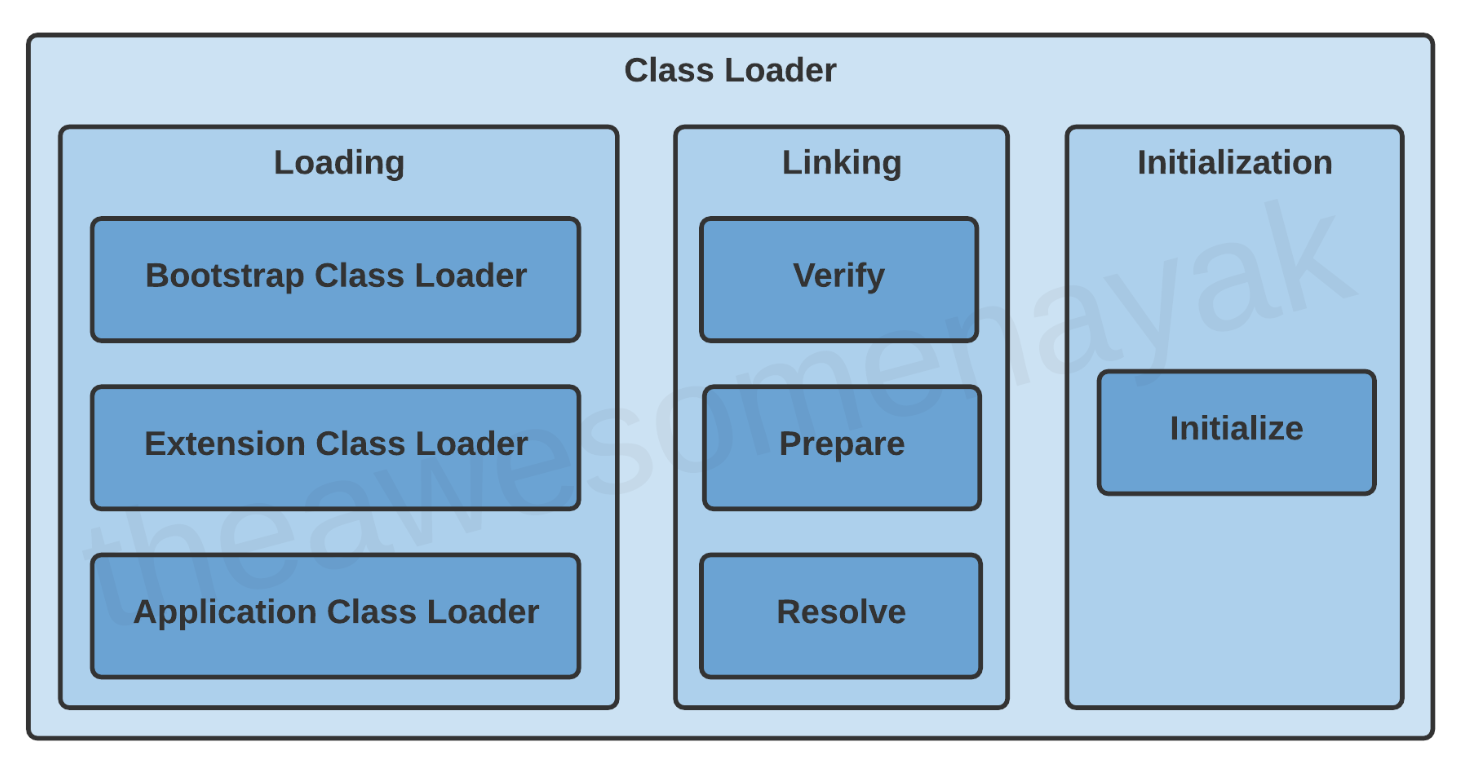 Class Loader
Loading
Bootstrap Class Loader
Extension Class Loader
Application Class Loader
Linking
Verify
Prepare
Resolve
Initialization
Initialize
theawesomenayak